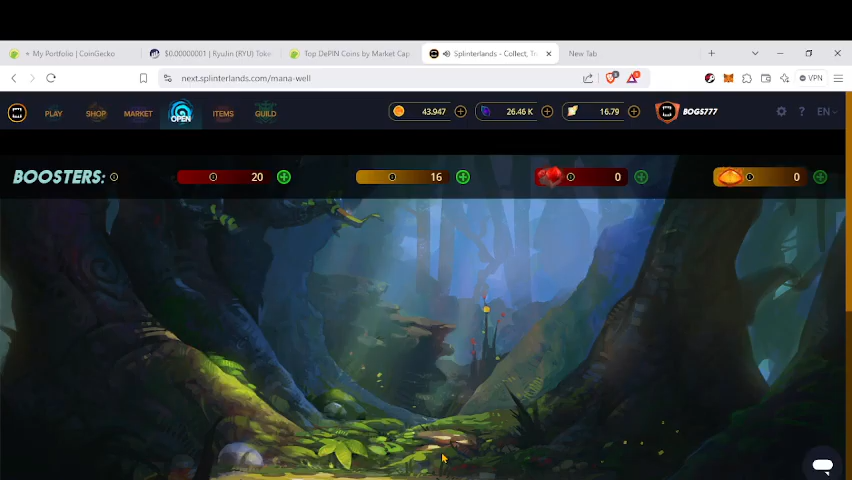 + My Portfolio | CoinGecko
$0.00000001 | RyuJin (RYU) Toke
Top DePIN Coins by Market Cap
Splinterlands - Collect, Tr
New Tab
next.splinterlands.com/mana-well
VPN
PLAY
SHOP
MARKET
OPEN
ITEMS
GUILD
43.947
26.46 K
16.79
BOGS777
EN
BOOSTERS:
20
16
0
0